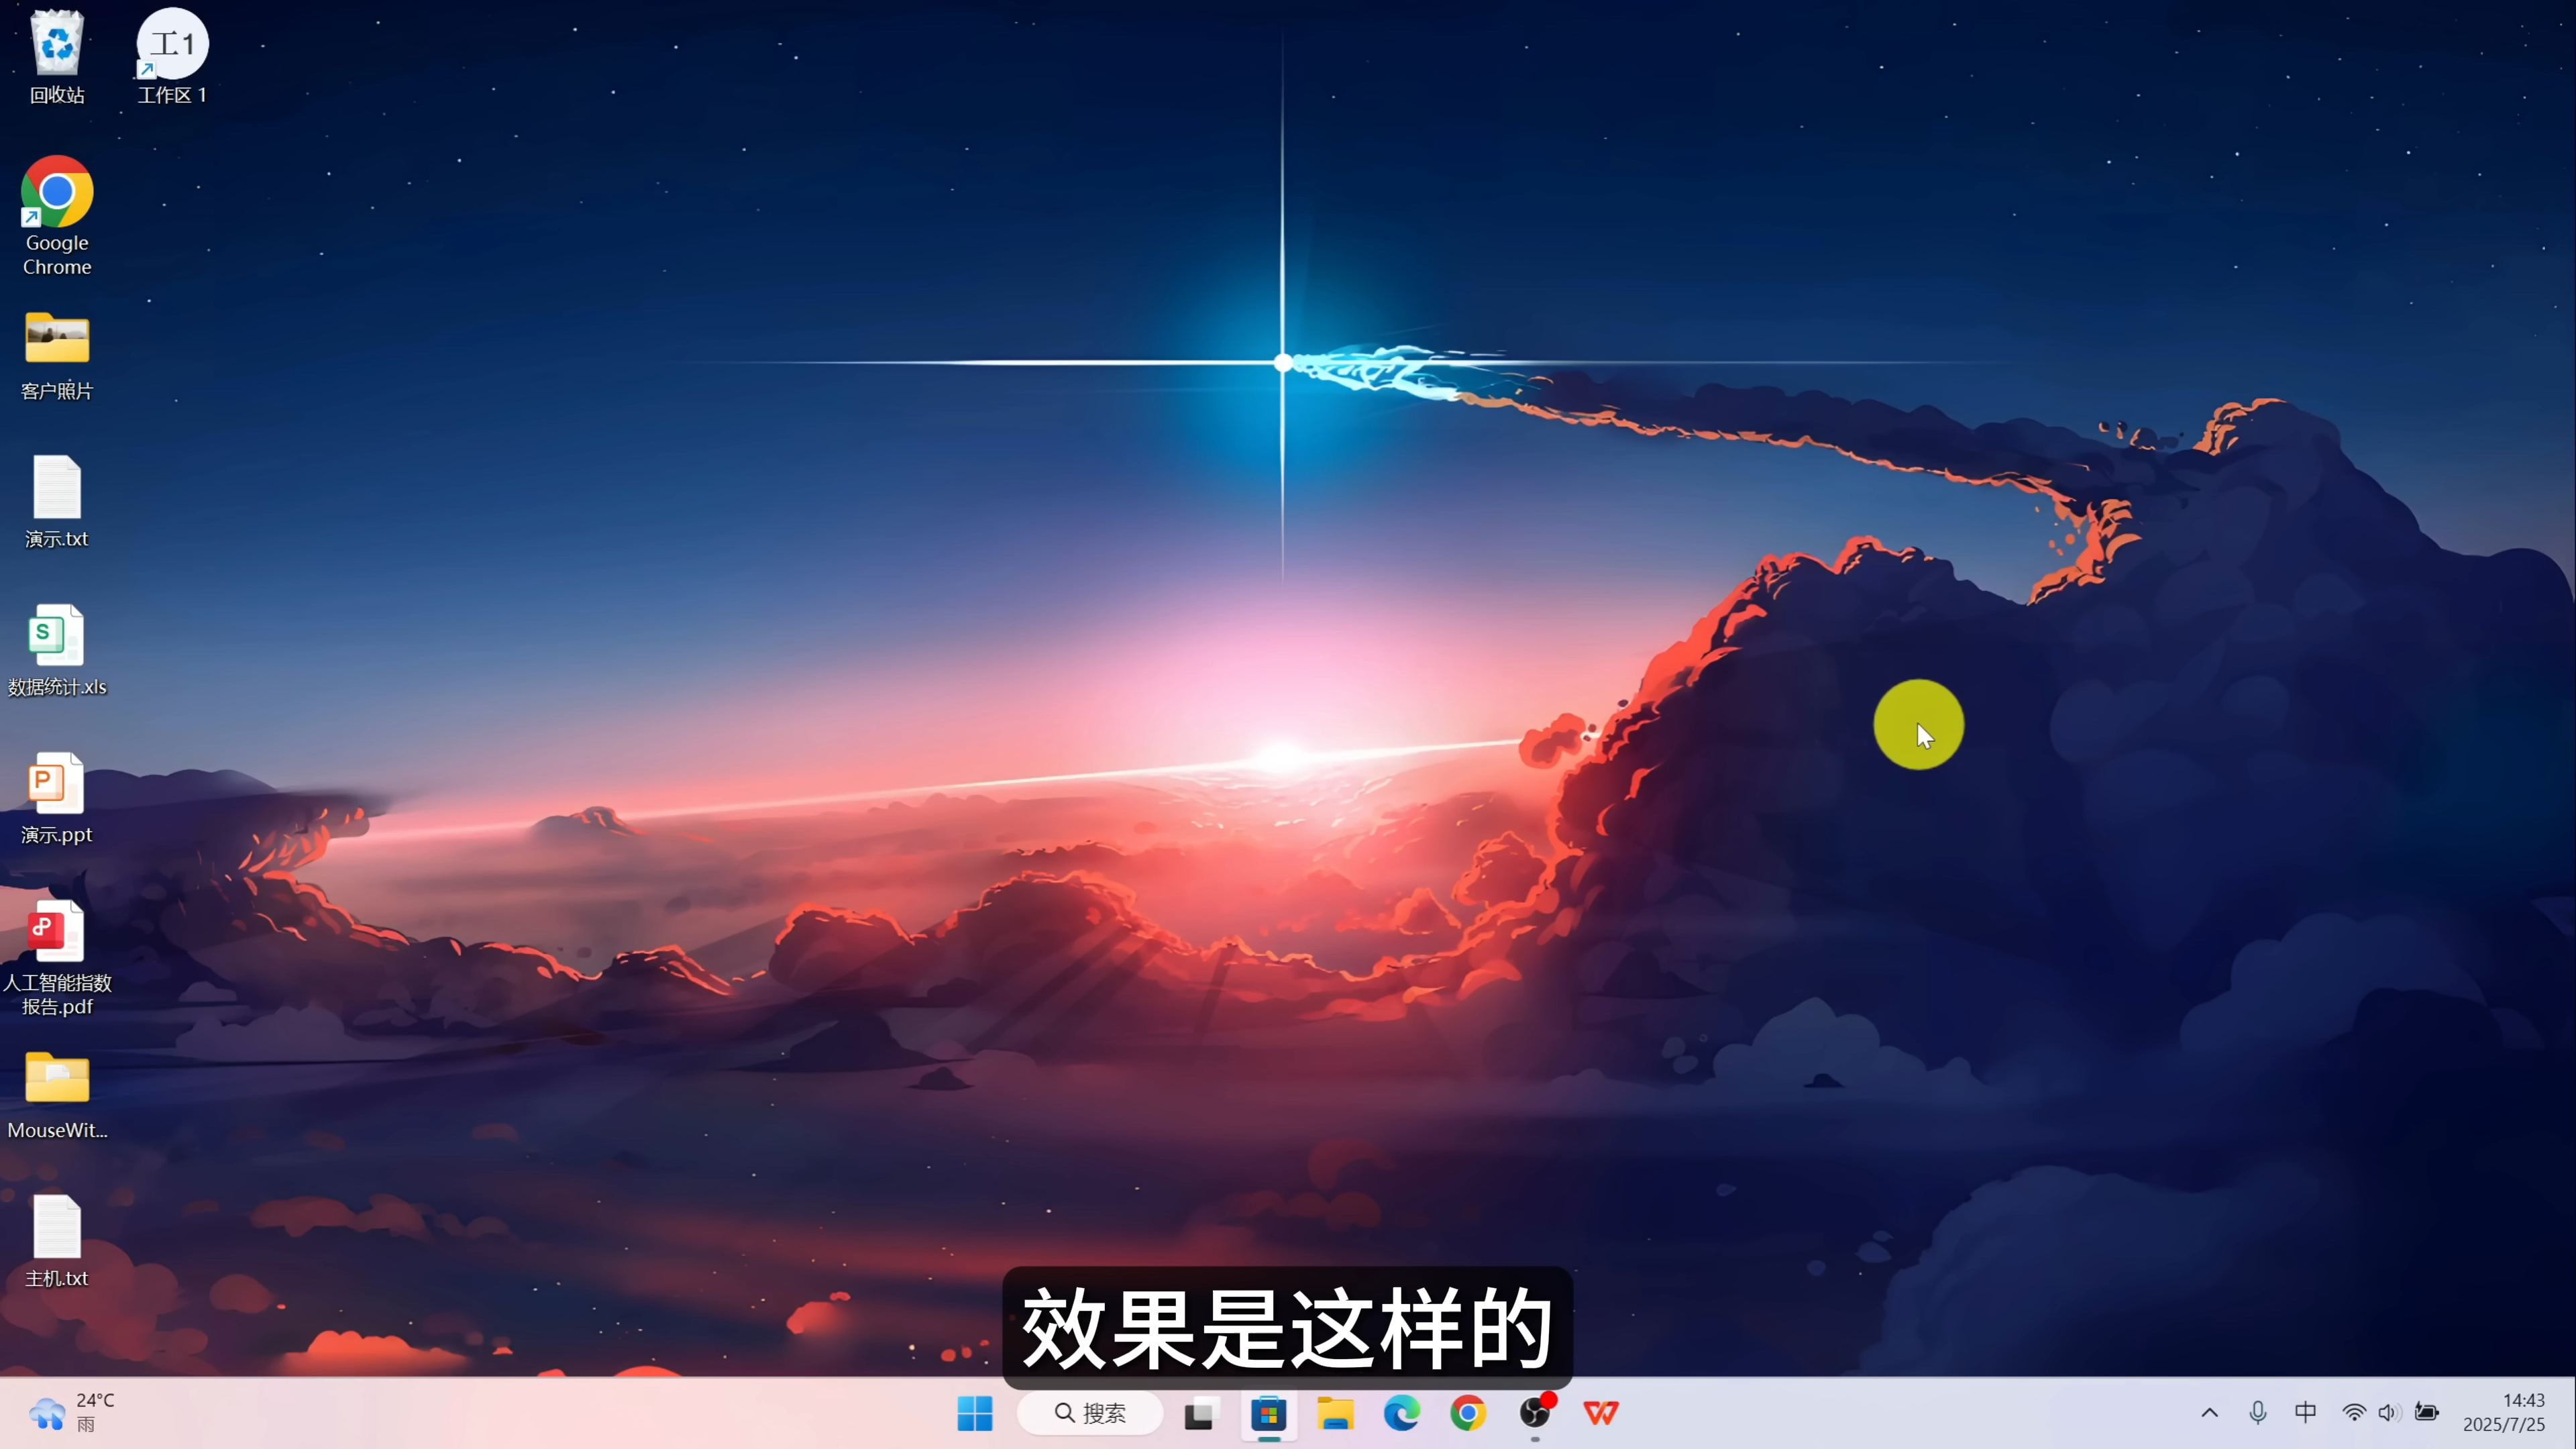 回收站
工1
工作区 1
Google
Chrome
客户照片
演示.txt
S
数据统计.xls
P
演示.ppt
人工智能指数
报告.pdf
MouseWit...
主机.txt
效果是这样的
24°C
雨
搜索
中
14:43
2025/7/25